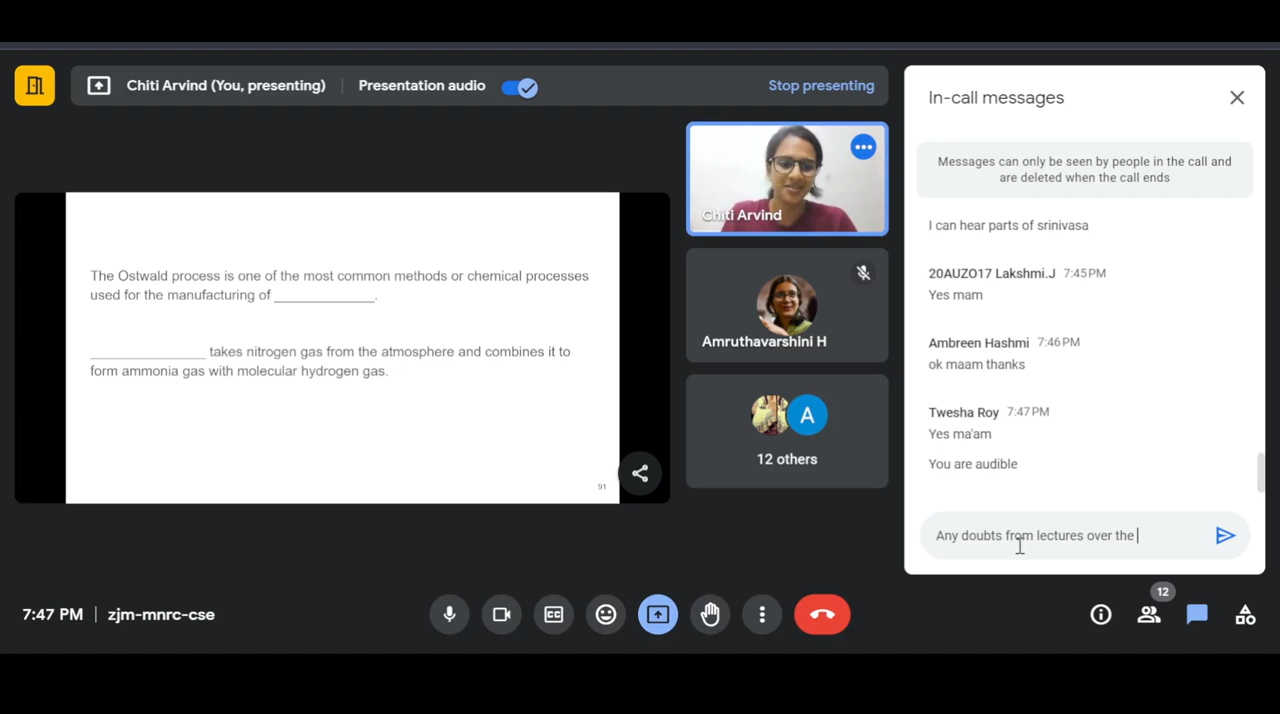 Chiti Arvind (You, presenting)
Presentation audio
Stop presenting
The Ostwald process is one of the most common methods or chemical processes
used for the manufacturing of ______________.
________________ takes nitrogen gas from the atmosphere and combines it to
form ammonia gas with molecular hydrogen gas.
91
Chiti Arvind
Amruthavarshini H
A
12 others
In-call messages
Messages can only be seen by people in the call and
are deleted when the call ends
I can hear parts of srinivasa
20AUZO17 Lakshmi.J 7:45 PM
Yes mam
Ambreen Hashmi 7:46 PM
ok maam thanks
Twesha Roy 7:47 PM
Yes ma'am
You are audible
Any doubts from lectures over the
7:47 PM
zjm-mnrc-cse
CC
12